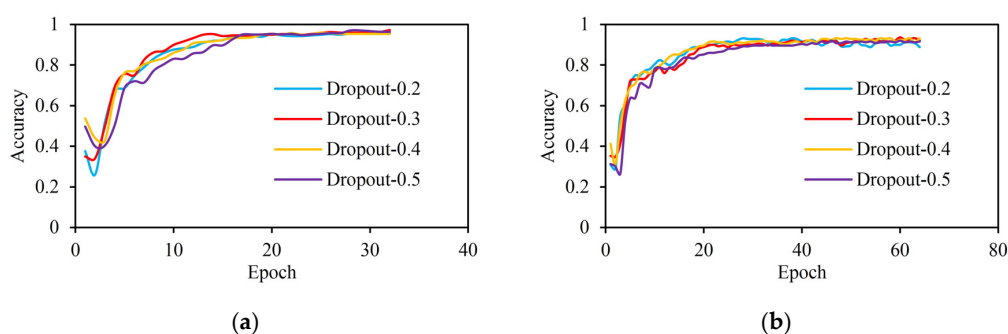 1
0.8
0.6
0.4
0.2
0
Accuracy
Dropout-0.2
Dropout-0.3
Dropout-0.4
Dropout-0.5
0 10 20 30 40
Epoch
(a)
1
0.8
0.6
0.4
0.2
0
Accuracy
Dropout-0.2
Dropout-0.3
Dropout-0.4
Dropout-0.5
0 20 40 60 80
Epoch
(b)